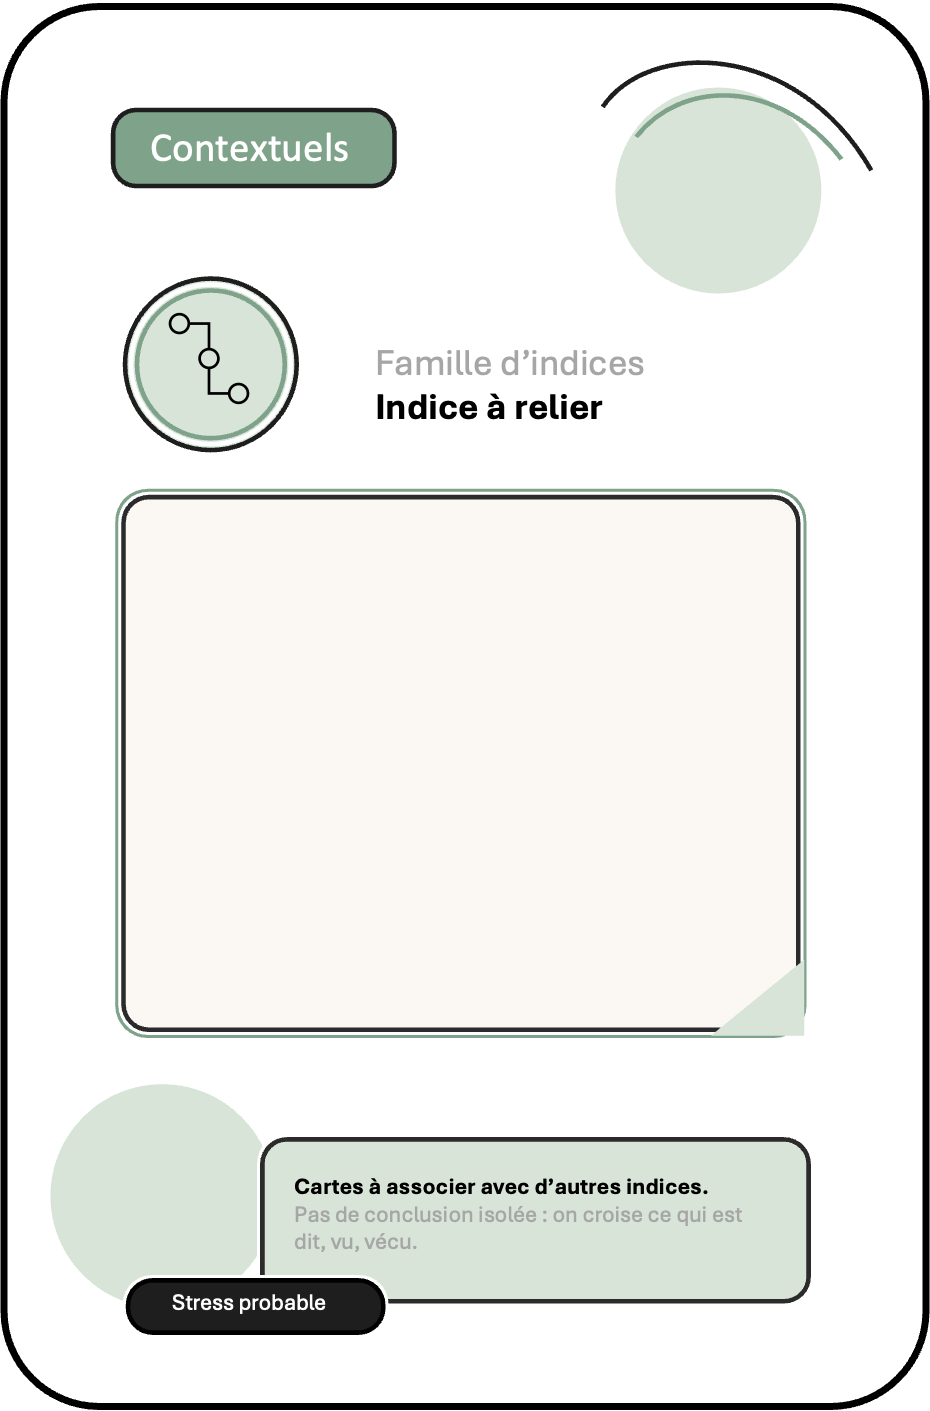 Contextuels
Famille d’indices
Indice à relier
Cartes à associer avec d’autres indices.
Pas de conclusion isolée : on croise ce qui est
dit, vu, vécu.
Stress probable